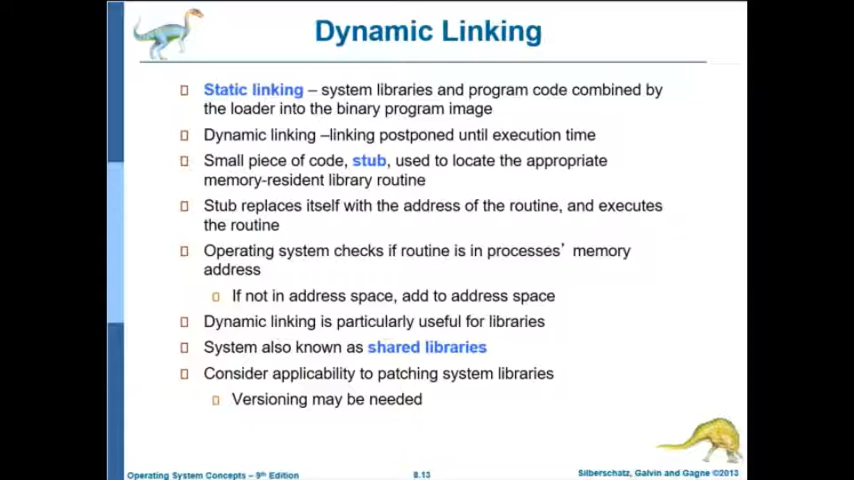 Dynamic Linking
Static linking – system libraries and program code combined by
the loader into the binary program image
Dynamic linking –linking postponed until execution time
Small piece of code, stub, used to locate the appropriate
memory-resident library routine
Stub replaces itself with the address of the routine, and executes
the routine
Operating system checks if routine is in processes’ memory
address
If not in address space, add to address space
Dynamic linking is particularly useful for libraries
System also known as shared libraries
Consider applicability to patching system libraries
Versioning may be needed
Operating System Concepts – 9th Edition
8.13
Silberschatz, Galvin and Gagne ©2013